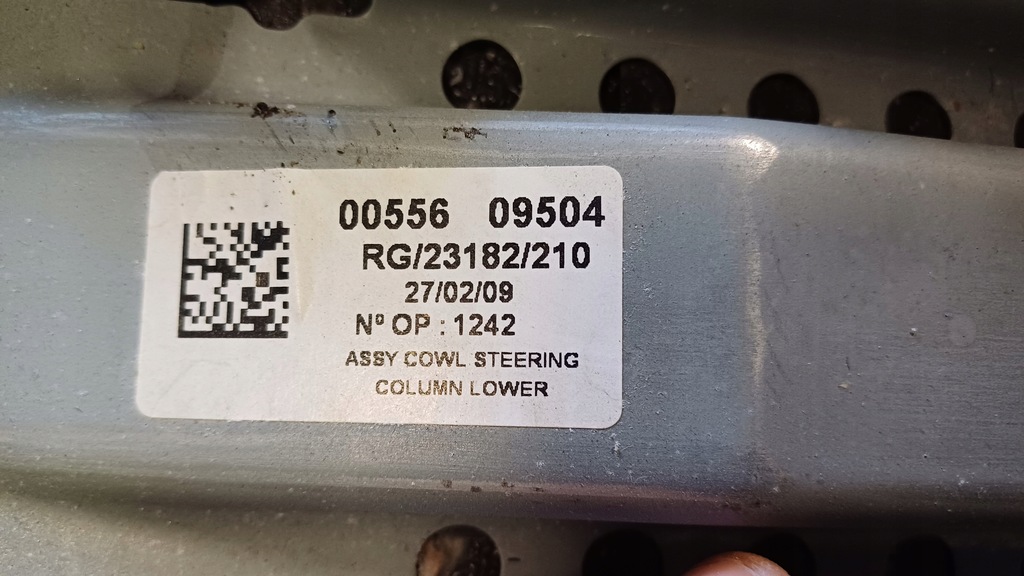 00556 09504
RG/23182/210
27/02/09
Nº OP : 1242
ASSY COWL STEERING
COLUMN LOWER